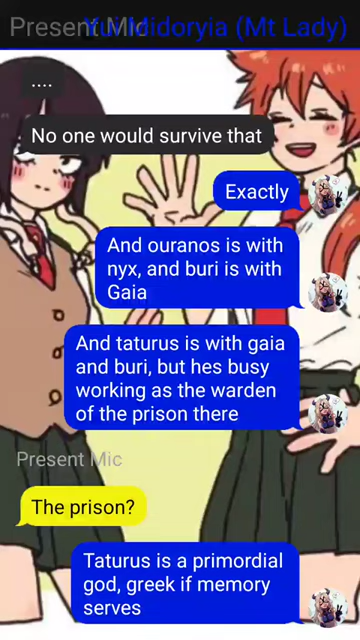 Present Mic
Yui Midoryia (Mt Lady)
....
No one would survive that
Exactly
And ouranos is with
nyx, and buri is with
Gaia
And taturus is with gaia
and buri, but hes busy
working as the warden
of the prison there
Present Mic
The prison?
Taturus is a primordial
god, greek if memory
serves